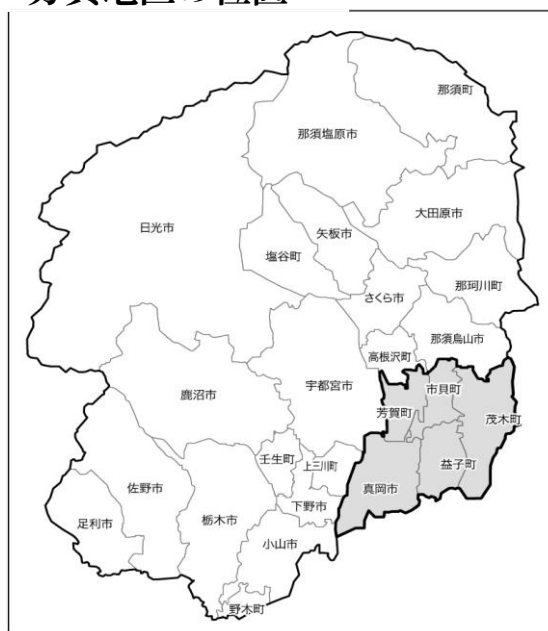 那須町
那須塩原市
大田原市
日光市
矢板市
塩谷町
那珂川町
さくら市
那須烏山市
高根沢町
宇都宮市
鹿沼市
市貝町
芳賀町
茂木町
壬生町
上三川町
益子町
真岡市
佐野市
下野市
栃木市
足利市
小山市
野木町